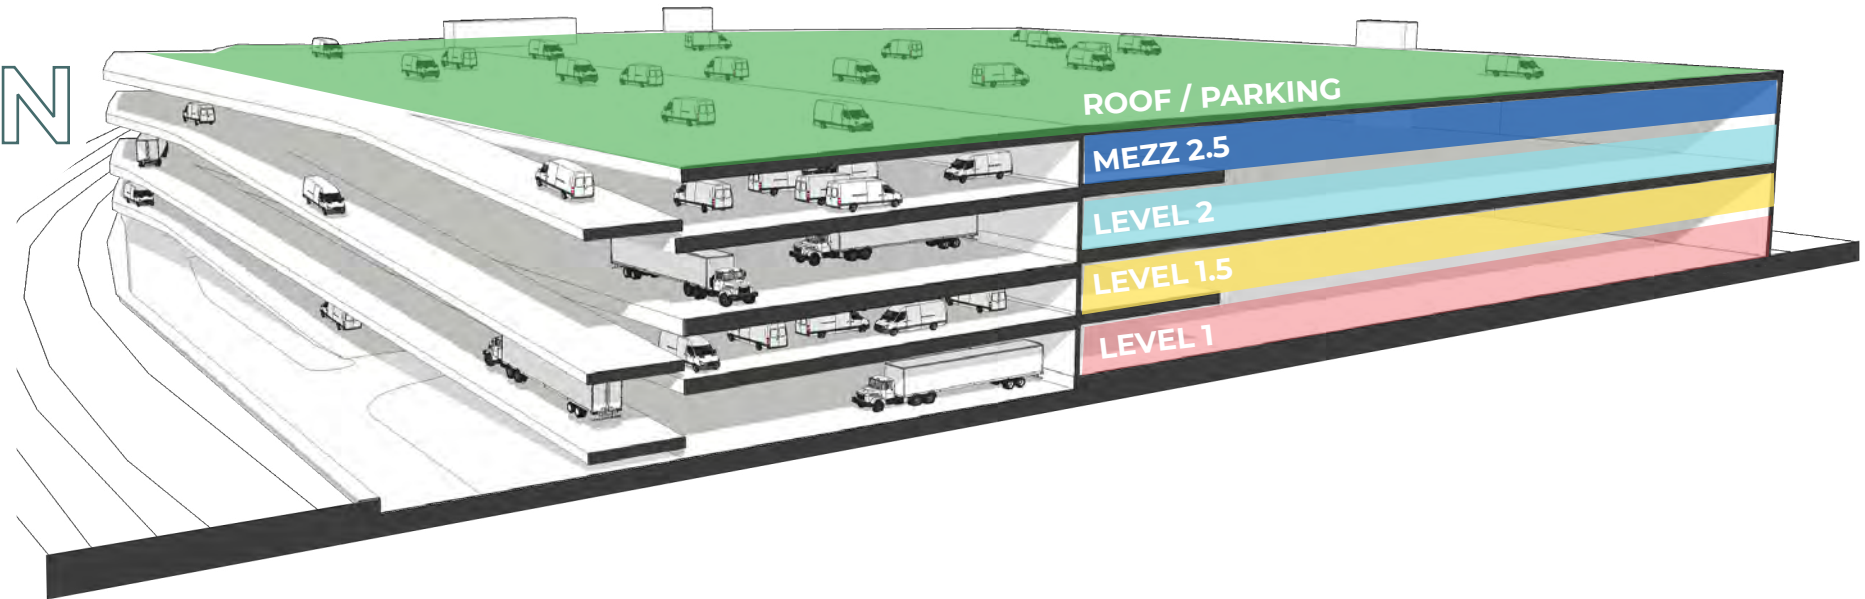 N
ROOF / PARKING
MEZZ 2.5
LEVEL 2
LEVEL 1.5
LEVEL 1